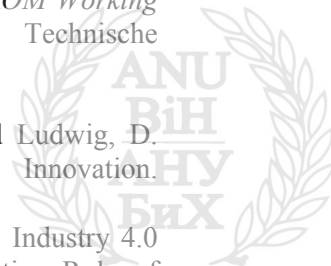 OM Working
Technische
ANU
BiH
Ludwig, D.
Innovation.
АНУ
БиХ
Industry 4.0